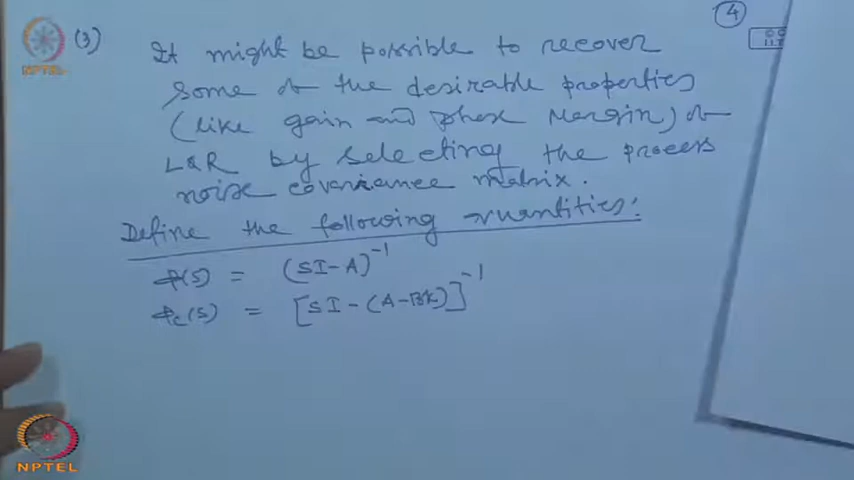 4
(3) It might be possible to recover
some of the desirable properties
(like gain and phase Margin) of
LQR by selecting the process
noise covariance matrix.
Define the following quantities:
Φ(s) = (SI-A)^-1
Φc(s) = [SI-(A-BK)]^-1
NPTEL
NPTEL